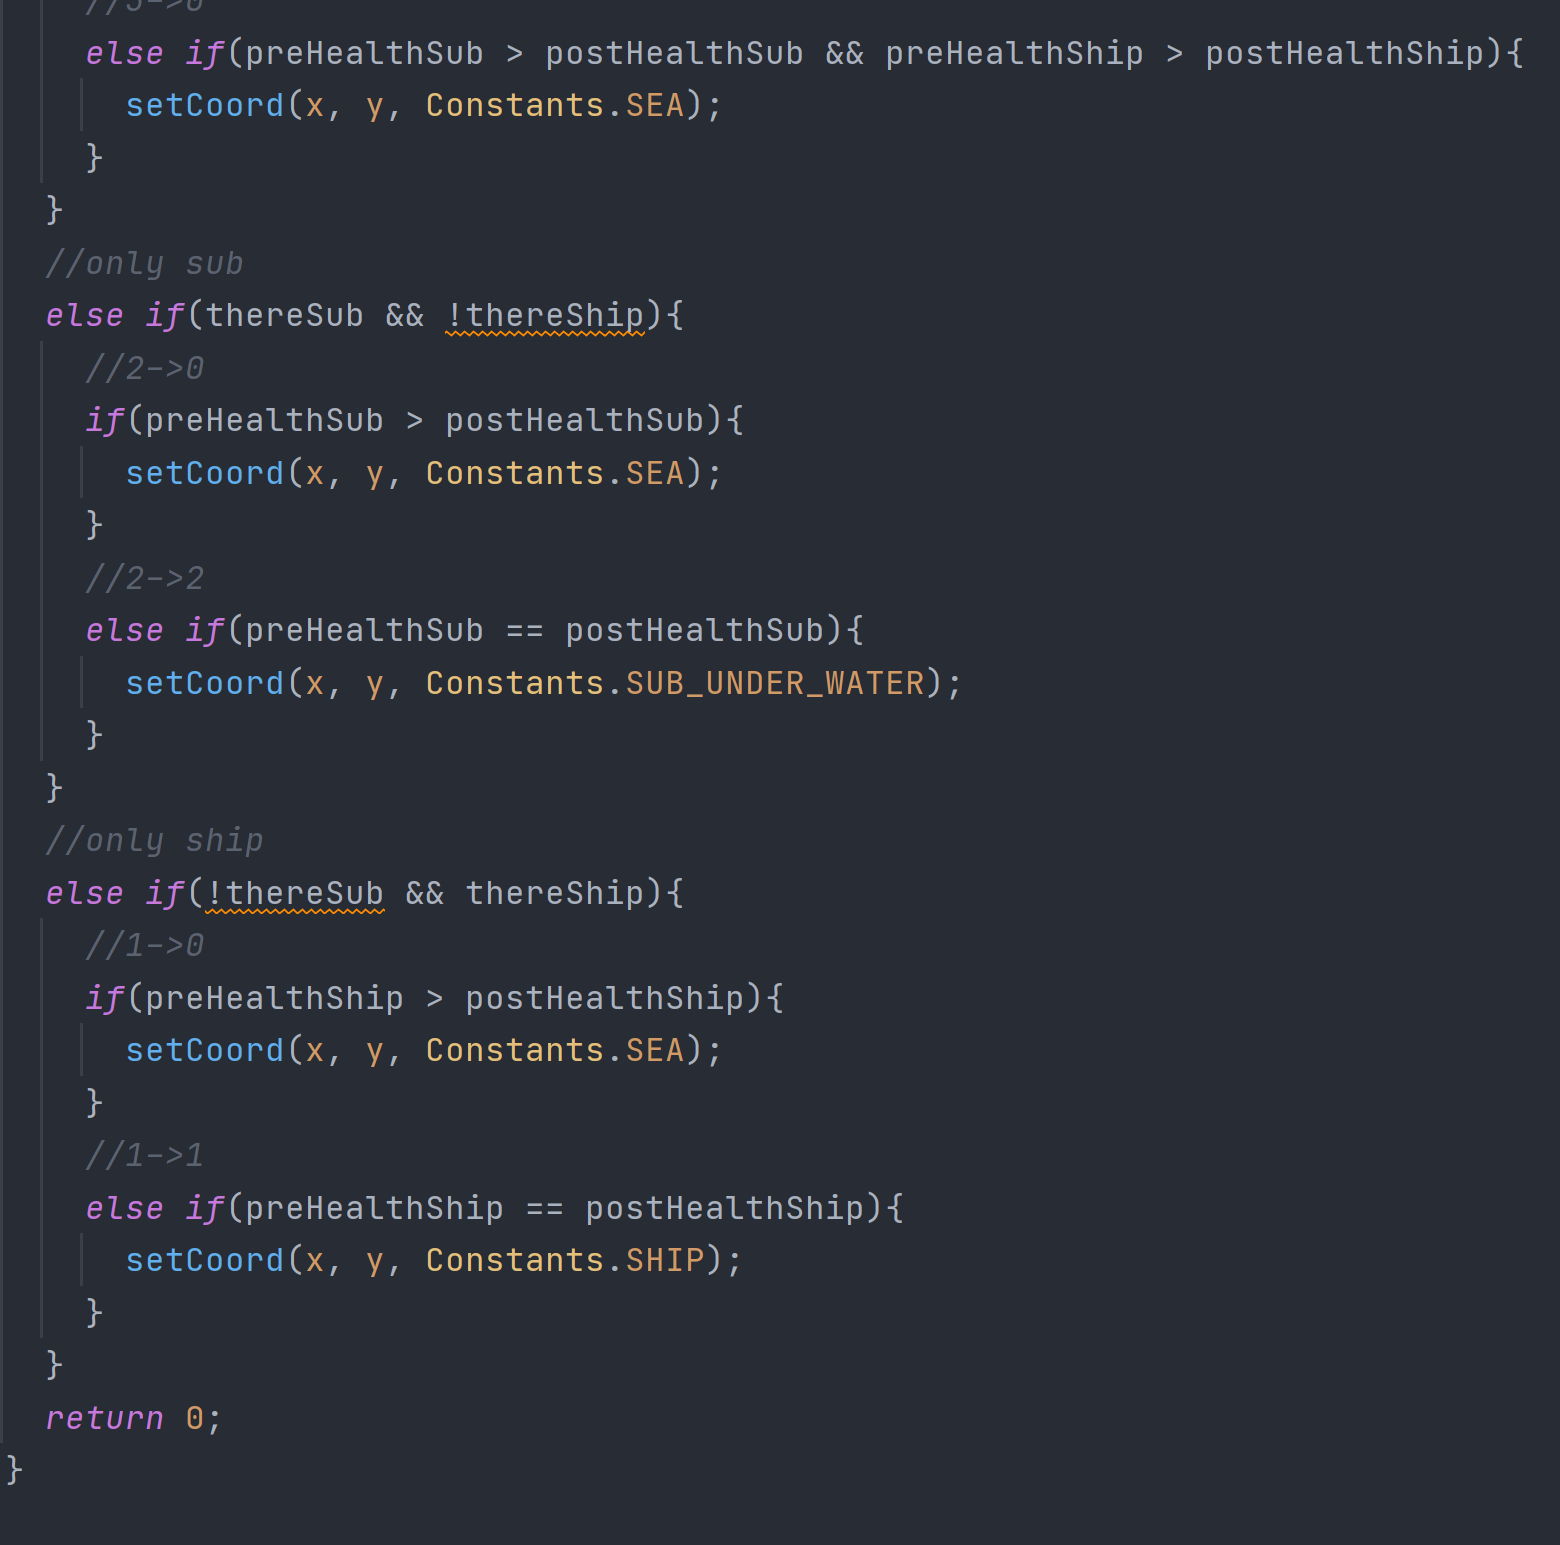 else if(preHealthSub > postHealthSub && preHealthShip > postHealthShip){
setCoord(x, y, Constants.SEA);
}
}
//only sub
else if(thereSub && !thereShip){
//2->0
if(preHealthSub > postHealthSub){
setCoord(x, y, Constants.SEA);
}
//2->2
else if(preHealthSub == postHealthSub){
setCoord(x, y, Constants.SUB_UNDER_WATER);
}
}
//only ship
else if(!thereSub && thereShip){
//1->0
if(preHealthShip > postHealthShip){
setCoord(x, y, Constants.SEA);
}
//1->1
else if(preHealthShip == postHealthShip){
setCoord(x, y, Constants.SHIP);
}
}
return 0;
}